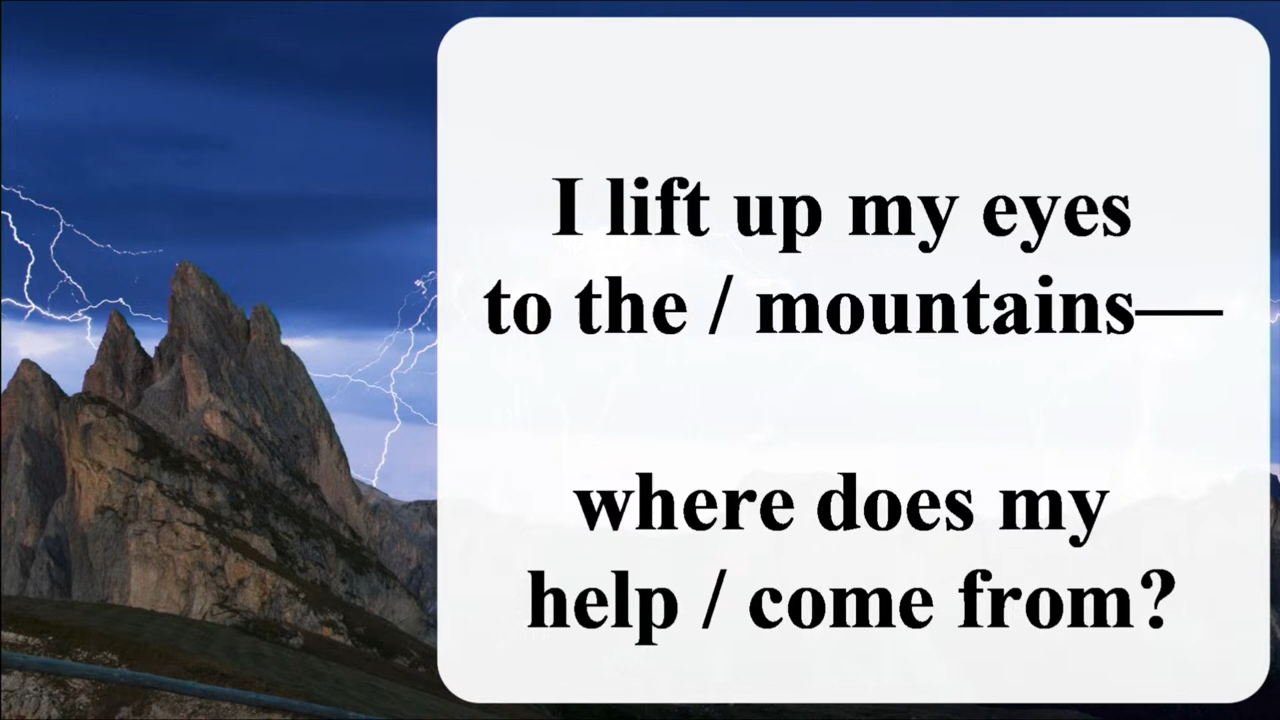 I lift up my eyes
to the / mountains—
where does my
help / come from?